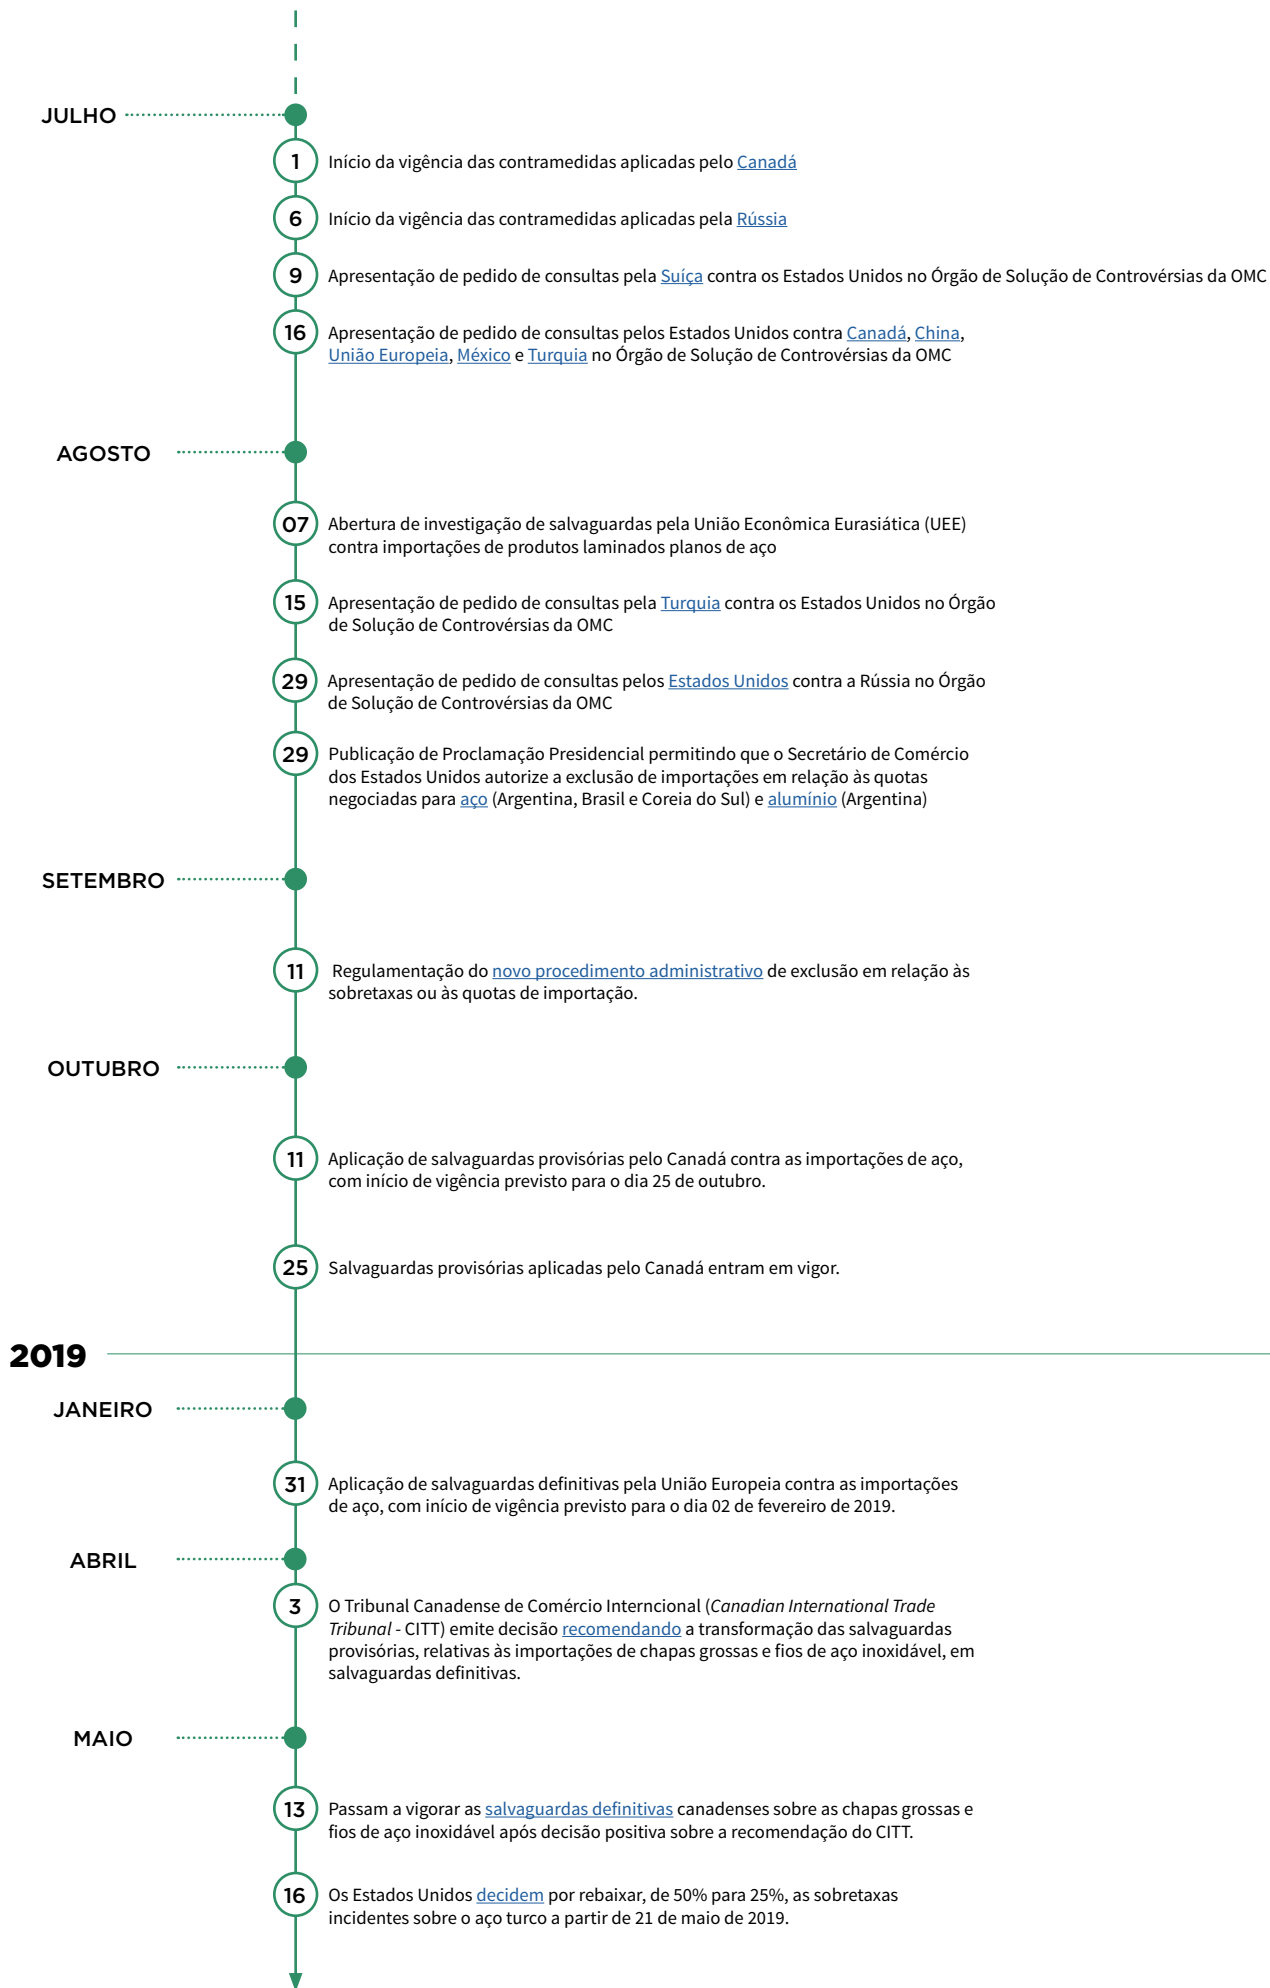 JULHO
1 Início da vigência das contramedidas aplicadas pelo Canadá
6 Início da vigência das contramedidas aplicadas pela Rússia
9 Apresentação de pedido de consultas pela Suíça contra os Estados Unidos no Órgão de Solução de Controvérsias da OMC
16 Apresentação de pedido de consultas pelos Estados Unidos contra Canadá, China,
União Europeia, México e Turquia no Órgão de Solução de Controvérsias da OMC
AGOSTO
07 Abertura de investigação de salvaguardas pela União Econômica Eurasiática (UEE)
contra importações de produtos laminados planos de aço
15 Apresentação de pedido de consultas pela Turquia contra os Estados Unidos no Órgão
de Solução de Controvérsias da OMC
29 Apresentação de pedido de consultas pelos Estados Unidos contra a Rússia no Órgão
de Solução de Controvérsias da OMC
29 Publicação de Proclamação Presidencial permitindo que o Secretário de Comércio
dos Estados Unidos autorize a exclusão de importações em relação às quotas
negociadas para aço (Argentina, Brasil e Coreia do Sul) e alumínio (Argentina)
SETEMBRO
11 Regulamentação do novo procedimento administrativo de exclusão em relação às
sobretaxas ou às quotas de importação.
OUTUBRO
11 Aplicação de salvaguardas provisórias pelo Canadá contra as importações de aço,
com início de vigência previsto para o dia 25 de outubro.
25 Salvaguardas provisórias aplicadas pelo Canadá entram em vigor.
2019
JANEIRO
31 Aplicação de salvaguardas definitivas pela União Europeia contra as importações
de aço, com início de vigência previsto para o dia 02 de fevereiro de 2019.
ABRIL
3 O Tribunal Canadense de Comércio Interncional (Canadian International Trade
Tribunal - CITT) emite decisão recomendando a transformação das salvaguardas
provisórias, relativas às importações de chapas grossas e fios de aço inoxidável, em
salvaguardas definitivas.
MAIO
13 Passam a vigorar as salvaguardas definitivas canadenses sobre as chapas grossas e
fios de aço inoxidável após decisão positiva sobre a recomendação do CITT.
16 Os Estados Unidos decidem por rebaixar, de 50% para 25%, as sobretaxas
incidentes sobre o aço turco a partir de 21 de maio de 2019.